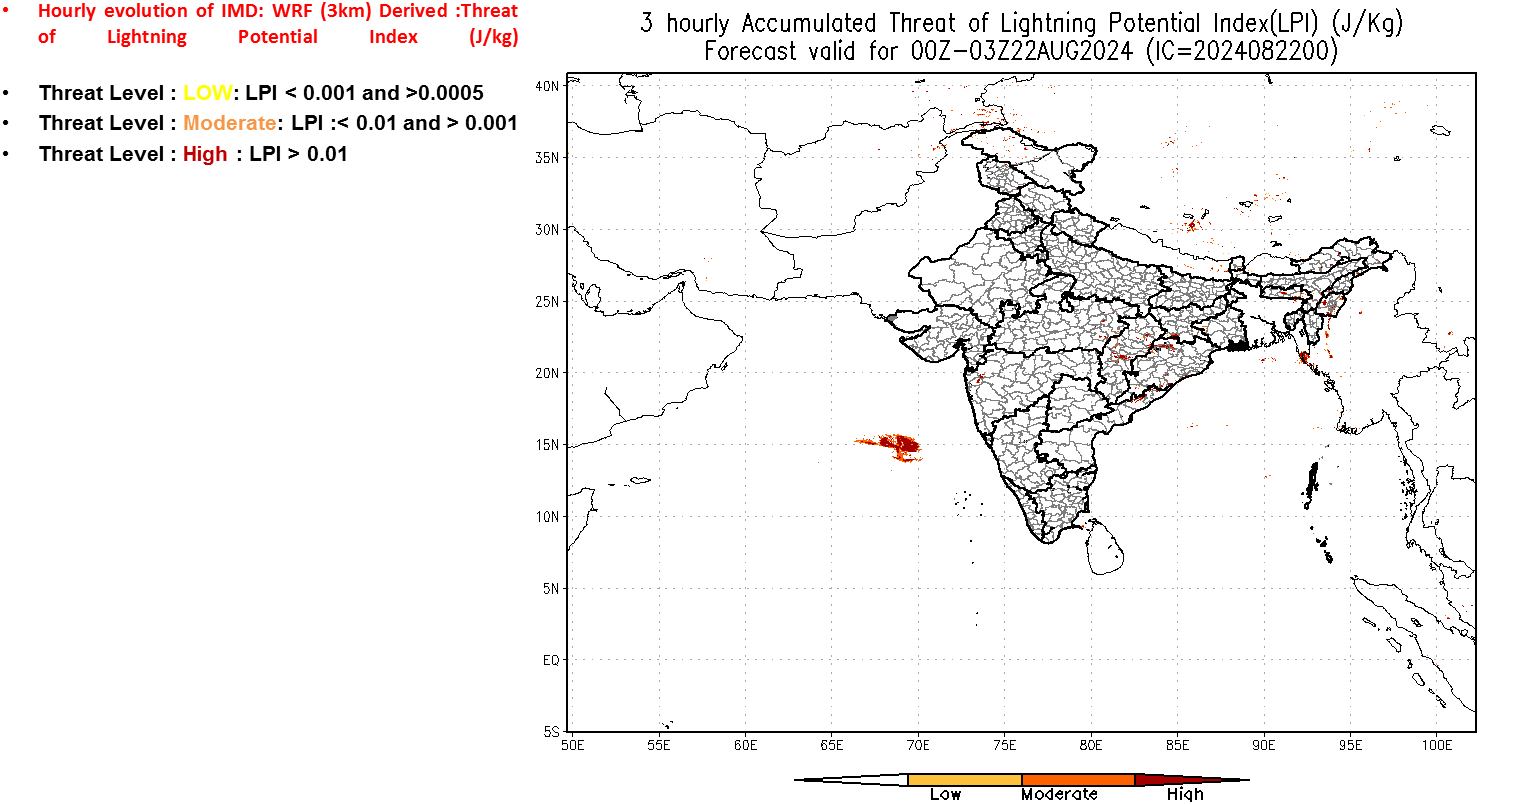 • Hourly evolution of IMD: WRF (3km) Derived :Threat
of Lightning Potential Index (J/kg)
• Threat Level : LOW: LPI < 0.001 and >0.0005
• Threat Level : Moderate: LPI :< 0.01 and > 0.001
• Threat Level : High : LPI > 0.01
3 hourly Accumulated Threat of Lightning Potential Index(LPI) (J/Kg)
Forecast valid for 00Z-03Z22AUG2024 (IC=2024082200)
40N
35N
30N
25N
20N
15N
10N
5N
EQ
5S
50E 55E 60E 65E 70E 75E 80E 85E 90E 95E 100E
Low Moderate High